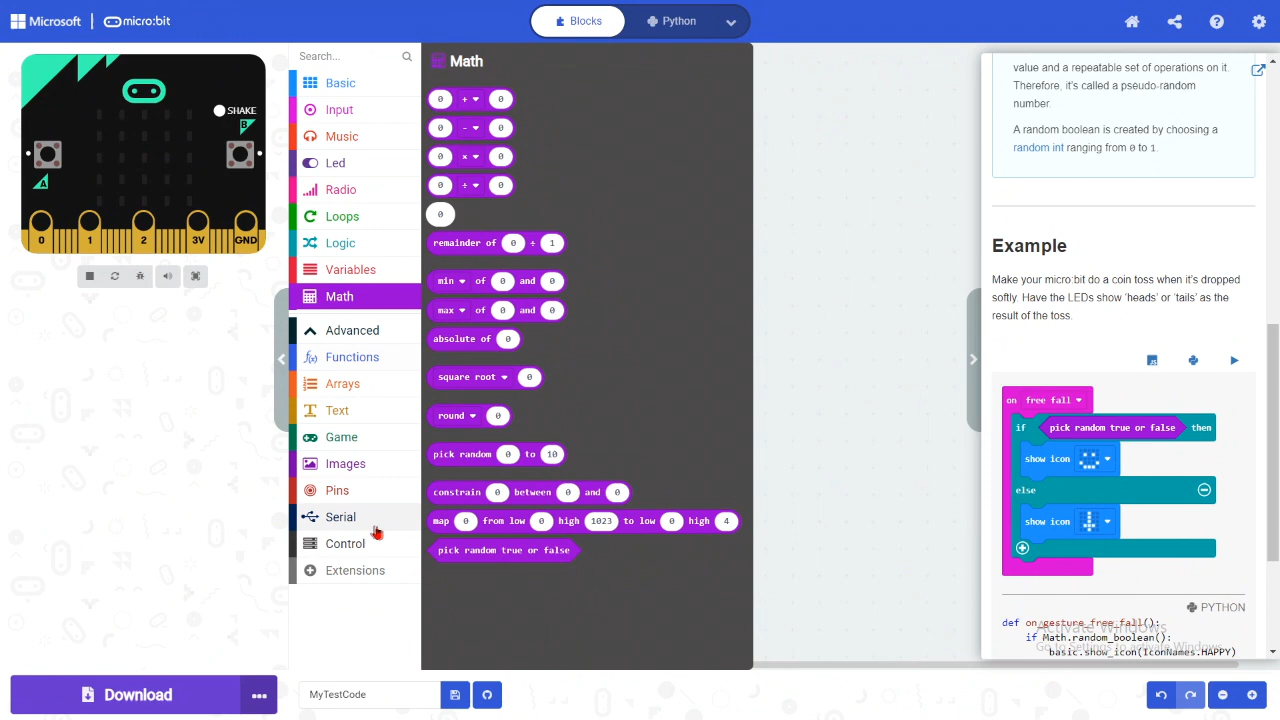 Microsoft
micro:bit
Blocks
Python
SHAKE
B
A
0
1
2
3V
GND
Search...
Basic
Input
Music
Led
Radio
Loops
Logic
Variables
Math
Advanced
Functions
Arrays
Text
Game
Images
Pins
Serial
Control
Extensions
Math
0 + 0
0 - 0
0 × 0
0 ÷ 0
0
remainder of 0 ÷ 1
min of 0 and 0
max of 0 and 0
absolute of 0
square root 0
round 0
pick random 0 to 10
constrain 0 between 0 and 0
map 0 from low 0 high 1023 to low 0 high 4
pick random true or false
value and a repeatable set of operations on it.
Therefore, it's called a pseudo-random
number.
A random boolean is created by choosing a
random int ranging from 0 to 1.
Example
Make your micro:bit do a coin toss when it's dropped
softly. Have the LEDs show 'heads' or 'tails' as the
result of the toss.
on free fall
if pick random true or false then
show icon
else
show icon
PYTHON
def on_gesture_free_fall():
if Math.random_boolean():
basic.show_icon(IconNames.HAPPY)
Activate Windows
Go to Settings to activate Windows.
Download
MyTestCode